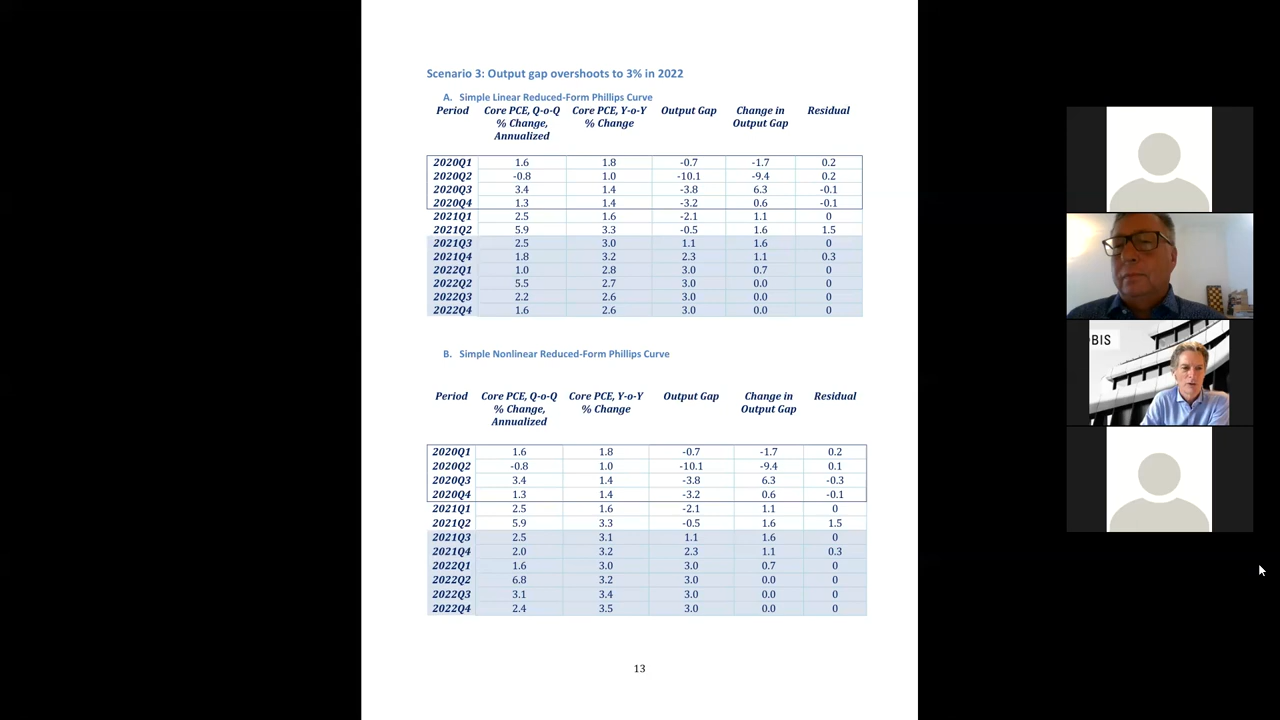 Scenario 3: Output gap overshoots to 3% in 2022
A. Simple Linear Reduced-Form Phillips Curve
Period Core PCE, Q-o-Q % Change, Annualized Core PCE, Y-o-Y % Change Output Gap Change in Output Gap Residual
2020Q1 1.6 1.8 -0.7 -1.7 0.2
2020Q2 -0.8 1.0 -10.1 -9.4 0.2
2020Q3 3.4 1.4 -3.8 6.3 -0.1
2020Q4 1.3 1.4 -3.2 0.6 -0.1
2021Q1 2.5 1.6 -2.1 1.1 0
2021Q2 5.9 3.3 -0.5 1.6 1.5
2021Q3 2.5 3.0 1.1 1.6 0
2021Q4 1.8 3.2 2.3 1.1 0.3
2022Q1 1.0 2.8 3.0 0.7 0
2022Q2 5.5 2.7 3.0 0.0 0
2022Q3 2.2 2.6 3.0 0.0 0
2022Q4 1.6 2.6 3.0 0.0 0
B. Simple Nonlinear Reduced-Form Phillips Curve
Period Core PCE, Q-o-Q % Change, Annualized Core PCE, Y-o-Y % Change Output Gap Change in Output Gap Residual
2020Q1 1.6 1.8 -0.7 -1.7 0.2
2020Q2 -0.8 1.0 -10.1 -9.4 0.1
2020Q3 3.4 1.4 -3.8 6.3 -0.3
2020Q4 1.3 1.4 -3.2 0.6 -0.1
2021Q1 2.5 1.6 -2.1 1.1 0
2021Q2 5.9 3.3 -0.5 1.6 1.5
2021Q3 2.5 3.1 1.1 1.6 0
2021Q4 2.0 3.2 2.3 1.1 0.3
2022Q1 1.6 3.0 3.0 0.7 0
2022Q2 6.8 3.2 3.0 0.0 0
2022Q3 3.1 3.4 3.0 0.0 0
2022Q4 2.4 3.5 3.0 0.0 0
13
BIS